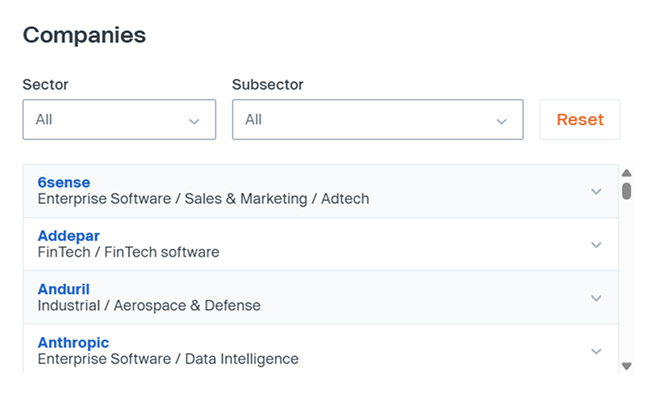 Companies
Sector
Subsector
All
All
Reset
6sense
Enterprise Software / Sales & Marketing / Adtech
Addepar
FinTech / FinTech software
Anduril
Industrial / Aerospace & Defense
Anthropic
Enterprise Software / Data Intelligence